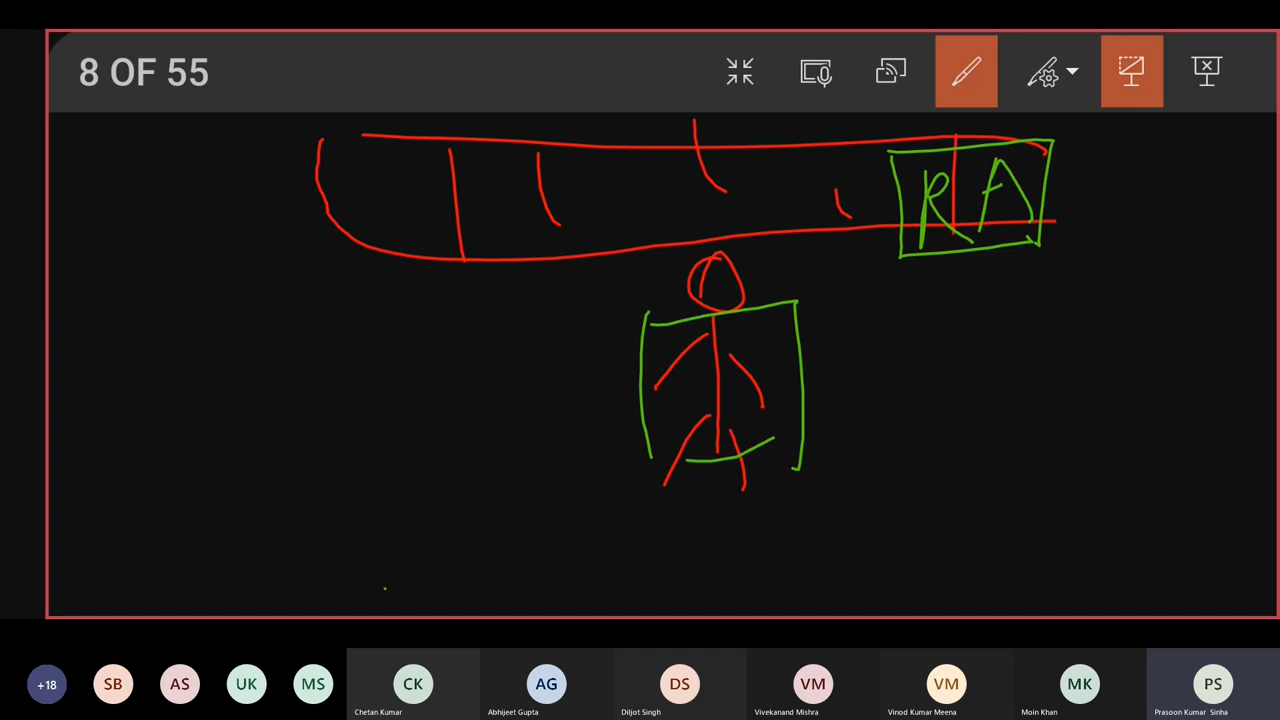 8 OF 55
RA
+18 SB AS UK MS CK AG DS VM VM MK PS
Chetan Kumar Abhijeet Gupta Diljot Singh Vivekanand Mishra Vinod Kumar Meena Moin Khan Prasoon Kumar Sinha